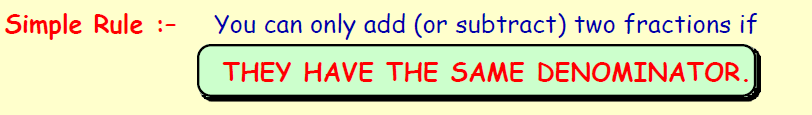 Simple Rule :- You can only add (or subtract) two fractions if
THEY HAVE THE SAME DENOMINATOR.